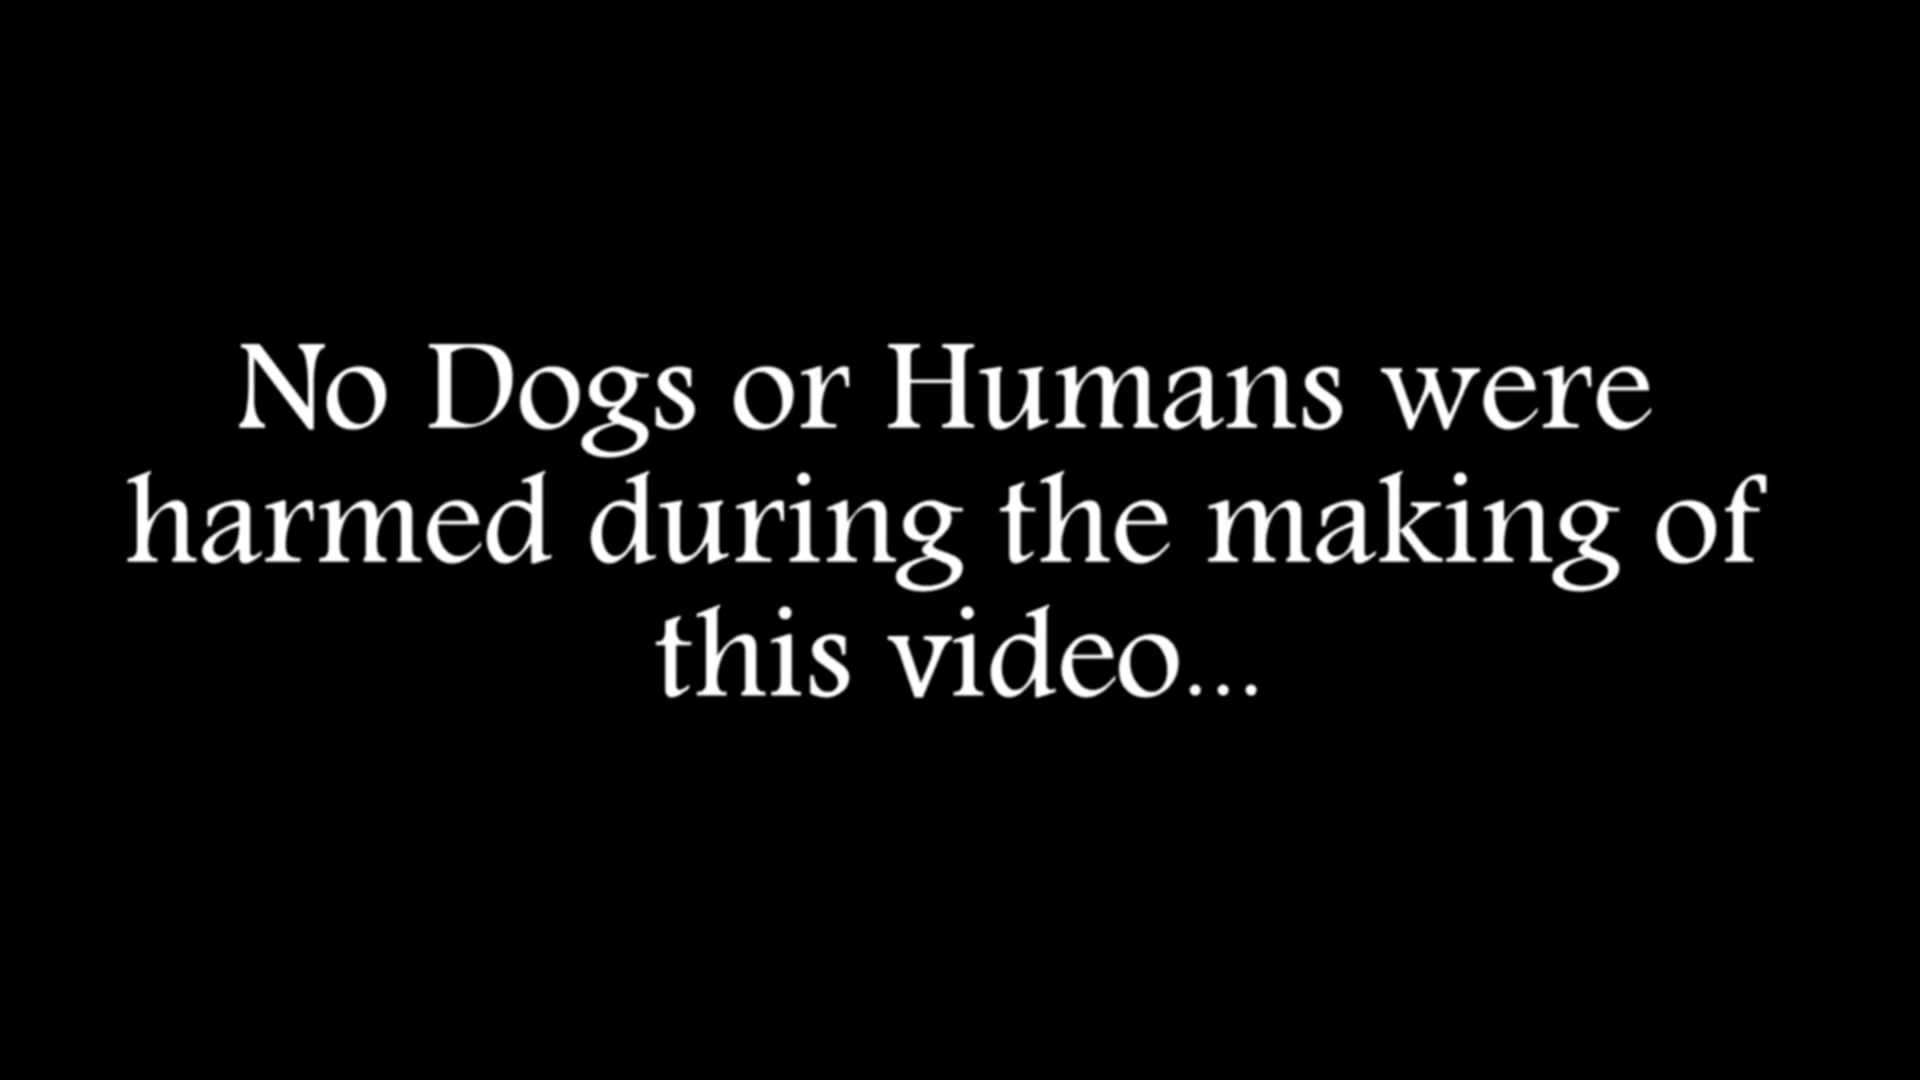 No Dogs or Humans were
harmed during the making of
this video...